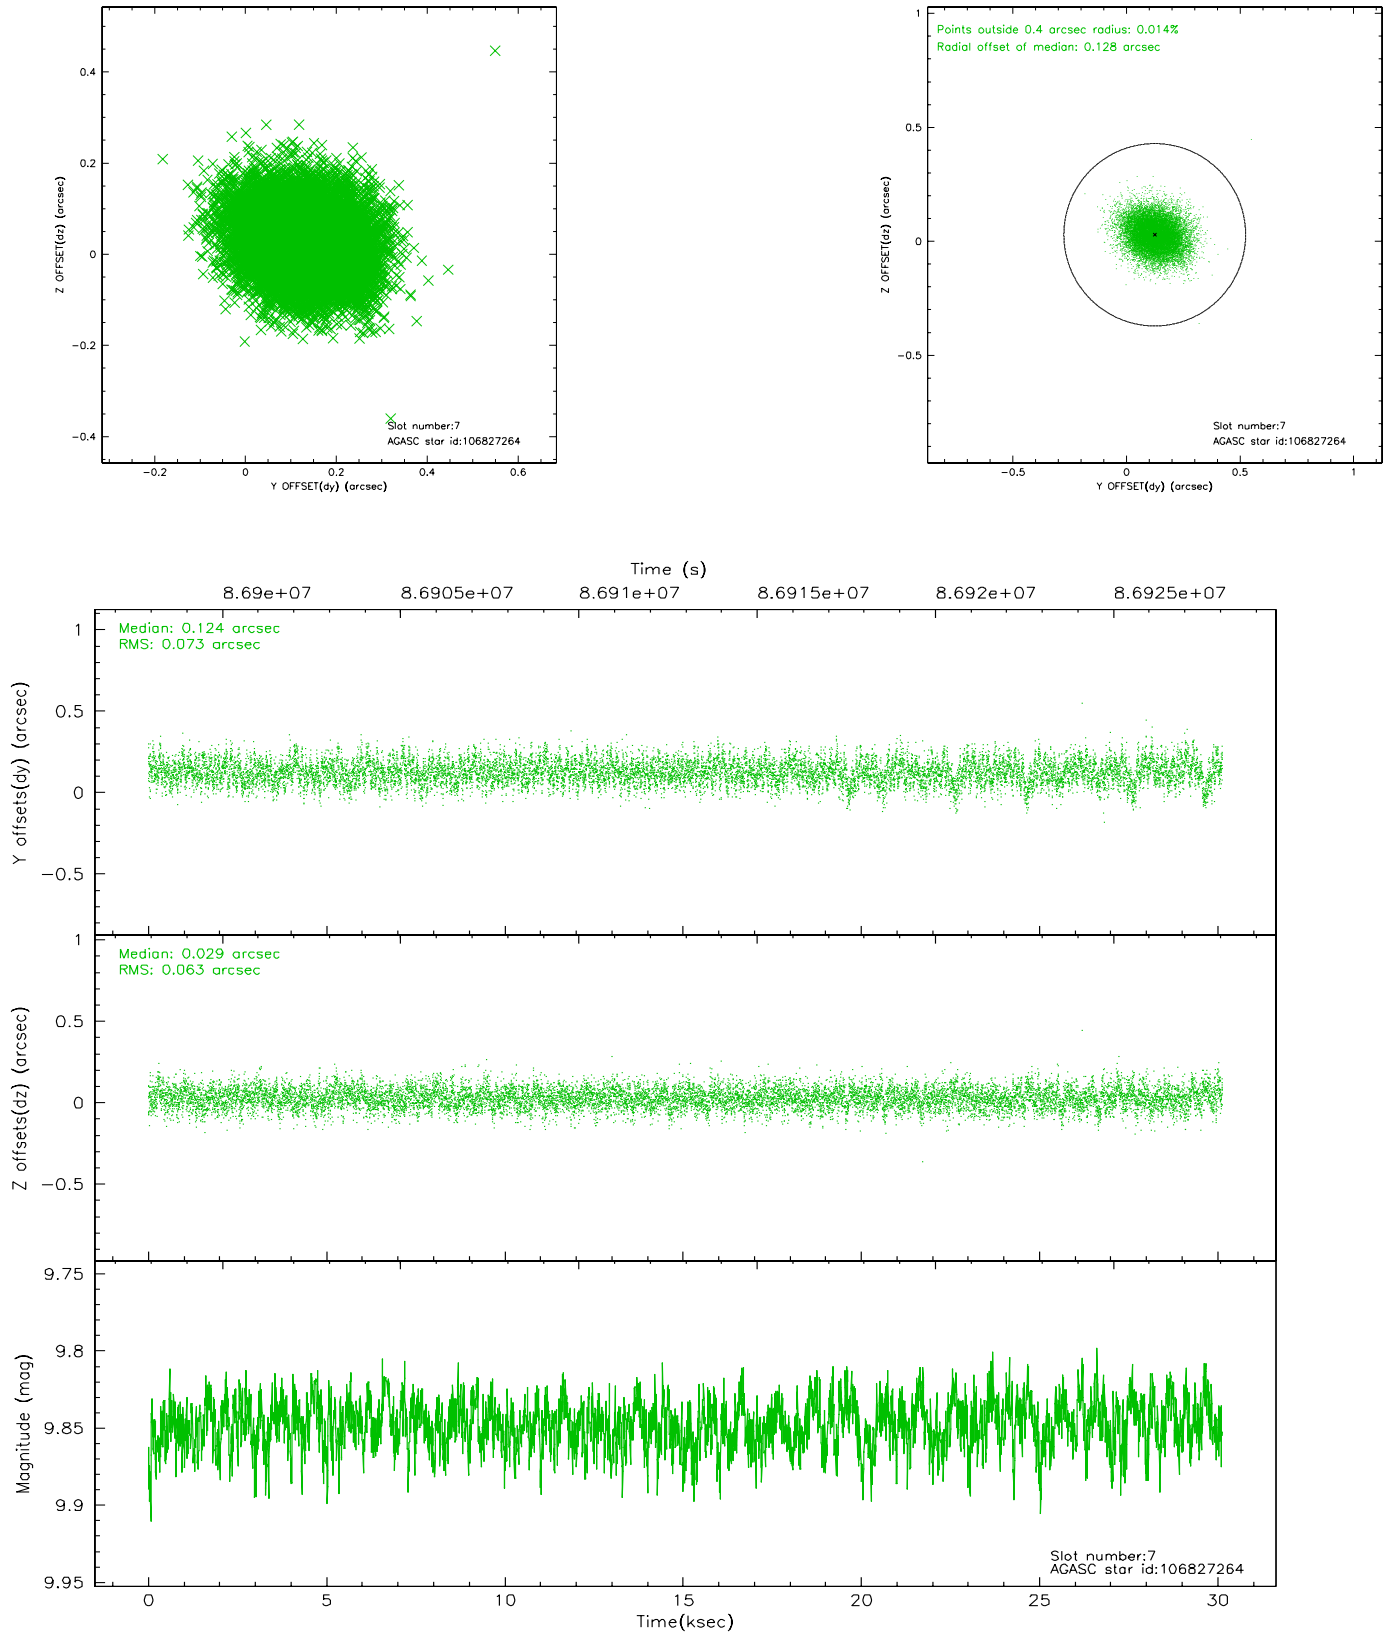 0.4
0.2
0
−0.2
−0.4
Z OFFSET(dz) (arcsec)
Slot number:7
AGASC star id:106827264
−0.2 0 0.2 0.4 0.6
Y OFFSET(dy) (arcsec)
Points outside 0.4 arcsec radius: 0.014%
Radial offset of median: 0.128 arcsec
1
0.5
0
−0.5
Z OFFSET(dz) (arcsec)
Slot number:7
AGASC star id:106827264
−0.5 0 0.5 1
Y OFFSET(dy) (arcsec)
Time (s)
8.69e+07 8.6905e+07 8.691e+07 8.6915e+07 8.692e+07 8.6925e+07
Median: 0.124 arcsec
RMS: 0.073 arcsec
1
0.5
0
−0.5
Y offsets(dy) (arcsec)
Median: 0.029 arcsec
RMS: 0.063 arcsec
1
0.5
0
−0.5
Z offsets(dz) (arcsec)
9.75
9.8
9.85
9.9
9.95
Magnitude (mag)
Slot number:7
AGASC star id:106827264
0 5 10 15 20 25 30
Time(ksec)